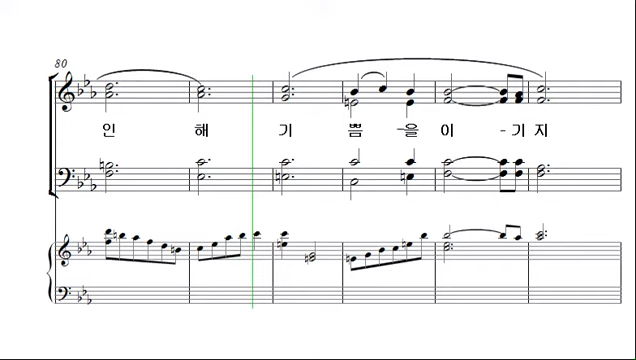 80
인 해 기 쁨 - 을 이 - 기 지